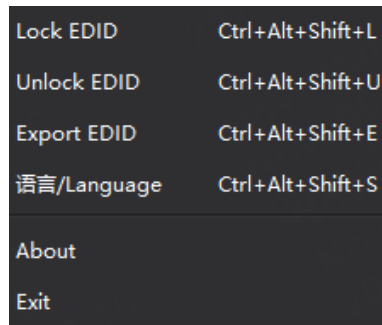 Lock EDID Ctrl+Alt+Shift+L
Unlock EDID Ctrl+Alt+Shift+U
Export EDID Ctrl+Alt+Shift+E
语言/Language Ctrl+Alt+Shift+S
About
Exit